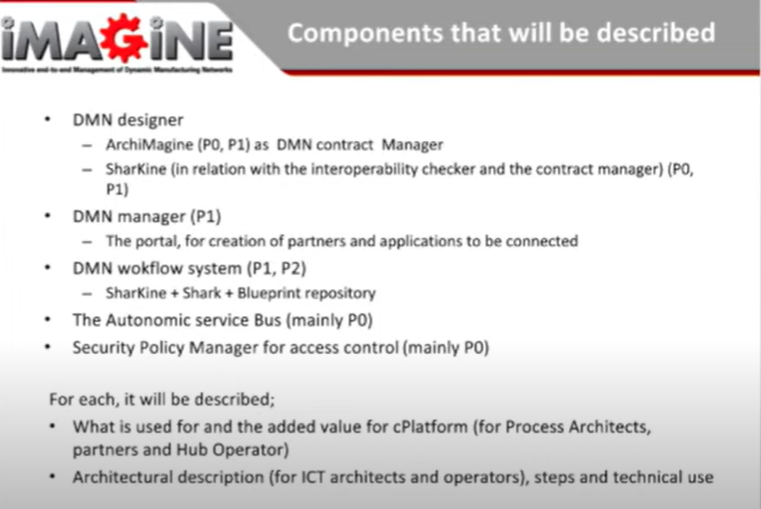 iMAGiNE
Innovative end-to-end Management of Dynamic Manufacturing Networks
Components that will be described
• DMN designer
– ArchiMagine (P0, P1) as DMN contract Manager
– SharKine (in relation with the interoperability checker and the contract manager) (P0,
P1)
• DMN manager (P1)
– The portal, for creation of partners and applications to be connected
• DMN wokflow system (P1, P2)
– SharKine + Shark + Blueprint repository
• The Autonomic service Bus (mainly P0)
• Security Policy Manager for access control (mainly P0)
For each, it will be described;
• What is used for and the added value for cPlatform (for Process Architects,
partners and Hub Operator)
• Architectural description (for ICT architects and operators), steps and technical use